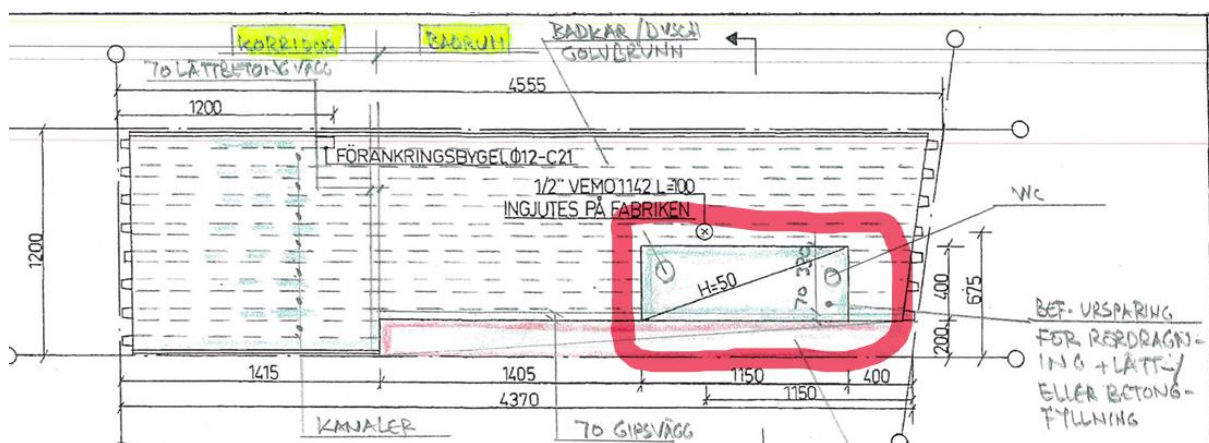 KORRIDOR
BADRUM
BADKAR/DUSCH
GOLVBRUNN
70 LÄTTBETONGVÄGG
4555
1200
FÖRANKRINGSBYGEL Φ12-C21
1/2" VEMO 1142 L=100
INGJUTES PÅ FABRIKEN
WC
1200
H=50
70 330
400
675
200
BEF. URSPARING
FÖR RÖRDRAGN-
ING + LÄTT-/
ELLER BETONG-
FYLLNING
1415
1405
1150
400
1150
4370
KANALER
70 GIPSVÄGG